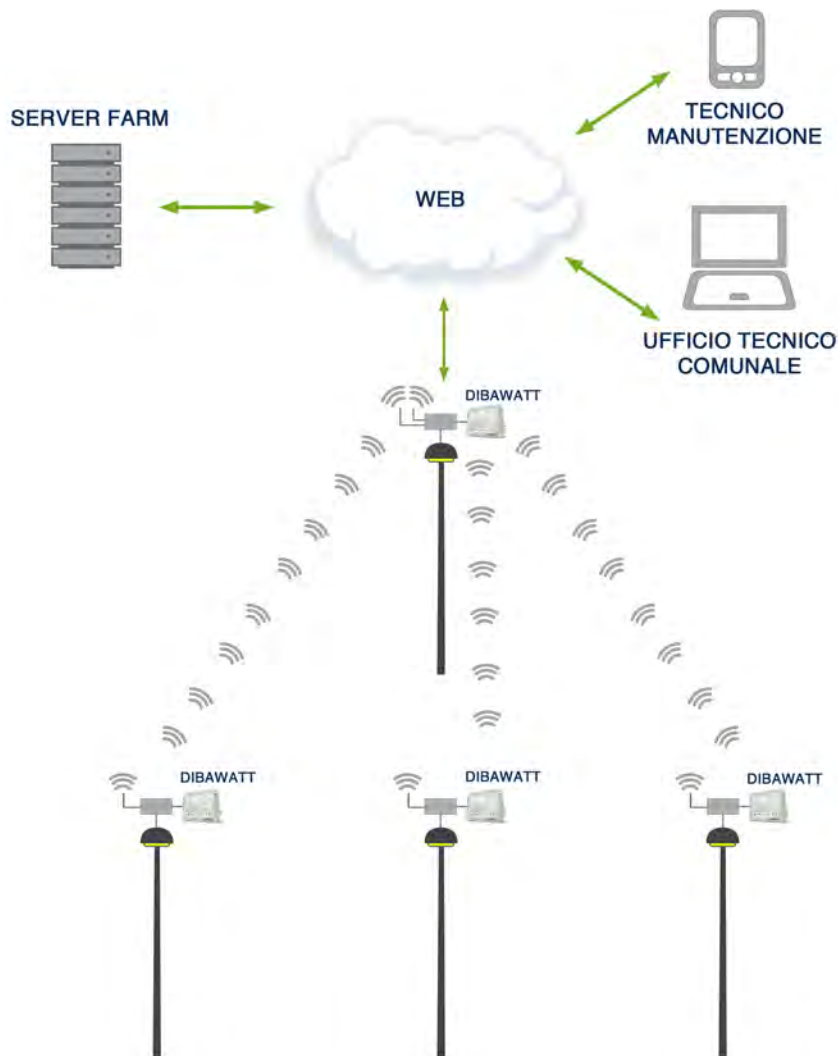 SERVER FARM
WEB
TECNICO
MANUTENZIONE
UFFICIO TECNICO
COMUNALE
DIBAWATT
DIBAWATT
DIBAWATT
DIBAWATT